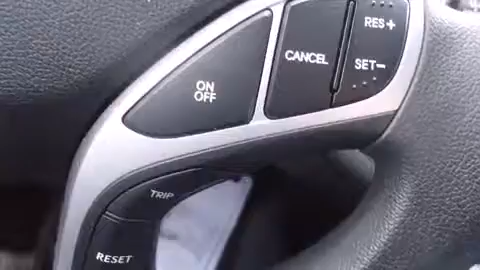 RES+
CANCEL
SET-
ON
OFF
TRIP
RESET